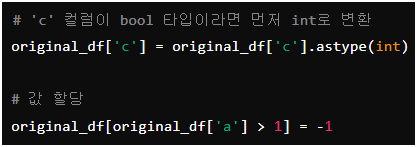 # 'c' 컬럼이 bool 타입이라면 먼저 int로 변환
original_df['c'] = original_df['c'].astype(int)
# 값 할당
original_df[original_df['a'] > 1] = -1